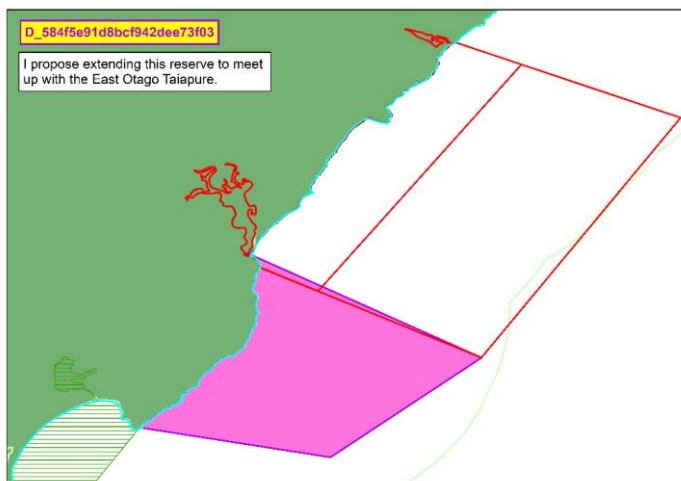 D_584f5e91d8bcf942dee73f03
I propose extending this reserve to meet
up with the East Otago Taiapure.